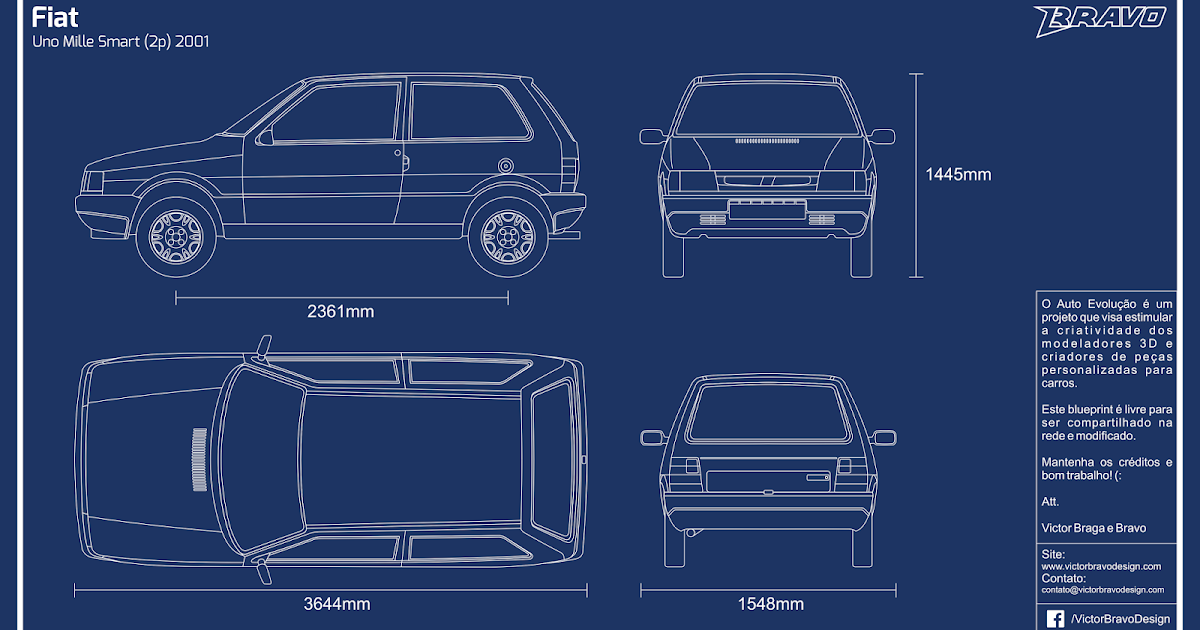 Fiat
Uno Mille Smart (2p) 2001
BRAVO
1445mm
2361mm
3644mm
1548mm
O Auto Evolução é um
projeto que visa estimular
a criatividade dos
modeladores 3D e
criadores de peças
personalizadas para
carros.
Este blueprint é livre para
ser compartilhado na
rede e modificado.
Mantenha os créditos e
bom trabalho! (:
Att.
Victor Braga e Bravo
Site:
www.victorbravodesign.com
Contato:
contato@victorbravodesign.com
/VictorBravoDesign